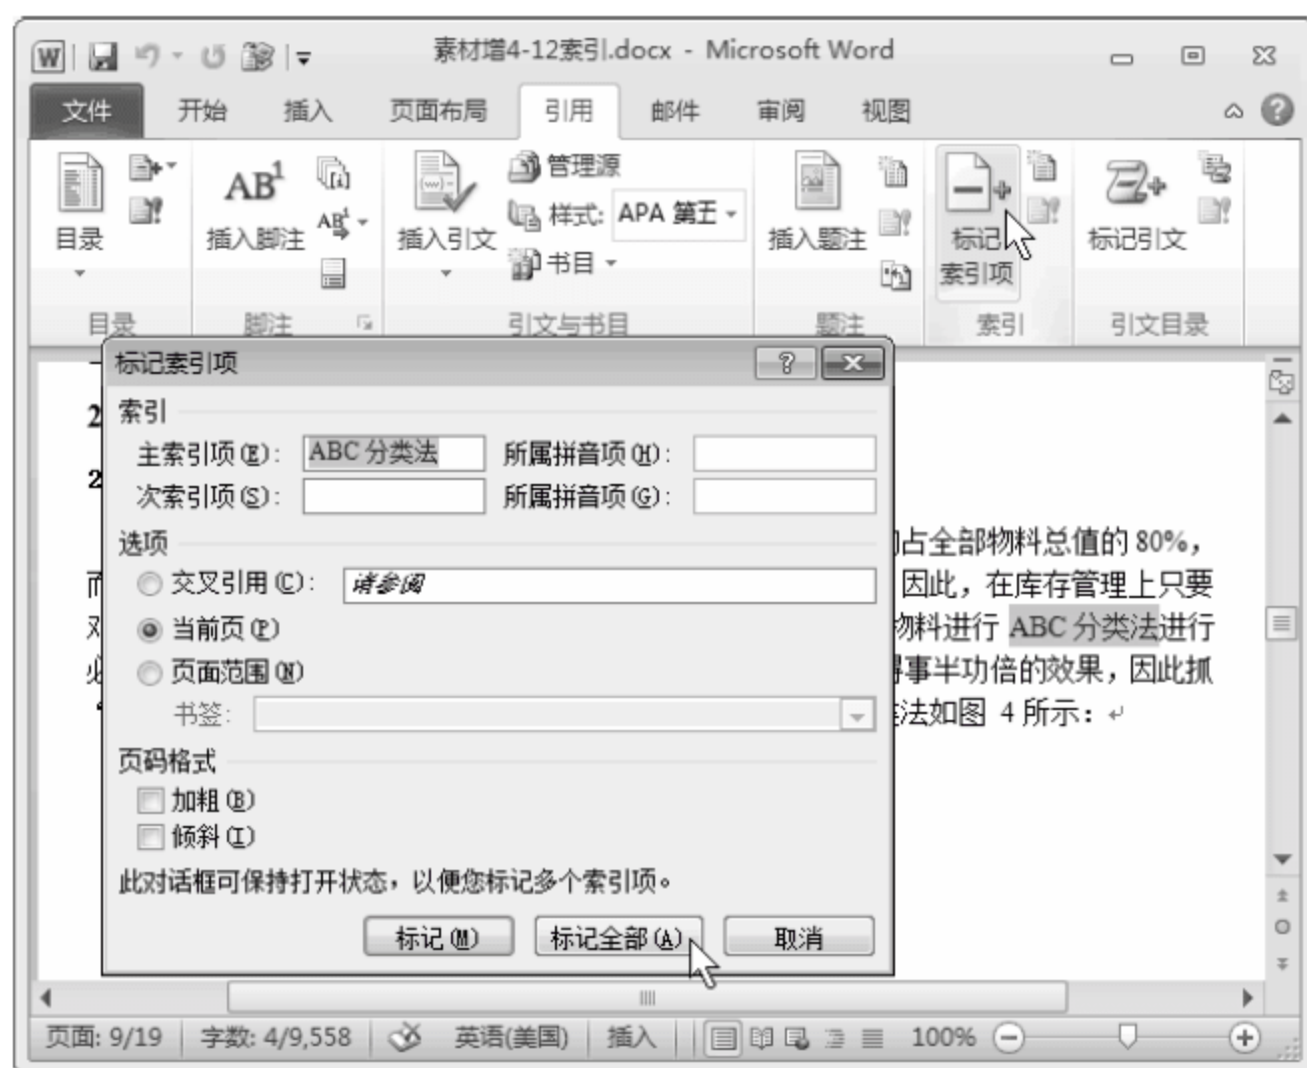 素材增4-12索引.docx - Microsoft Word
文件 开始 插入 页面布局 引用 邮件 审阅 视图
目录
AB¹
插入脚注
插入引文
管理源
样式: APA 第五
书目
插入题注
标记
索引项
标记引文
目录 脚注 引文与书目 题注 索引 引文目录
标记索引项
索引
主索引项(E): ABC 分类法 所属拼音项(H):
次索引项(S): 所属拼音项(G):
选项
交叉引用(C): 请参阅
当前页(P)
页面范围(N)
书签:
页码格式
加粗(B)
倾斜(I)
此对话框可保持打开状态,以便您标记多个索引项。
标记(M) 标记全部(A) 取消
2
2
占全部物料总值的 80%,
因此,在库存管理上只要
物料进行 ABC 分类法进行
事半功倍的效果,因此抓
法如图 4 所示:
页面: 9/19 字数: 4/9,558 英语(美国) 插入 100%